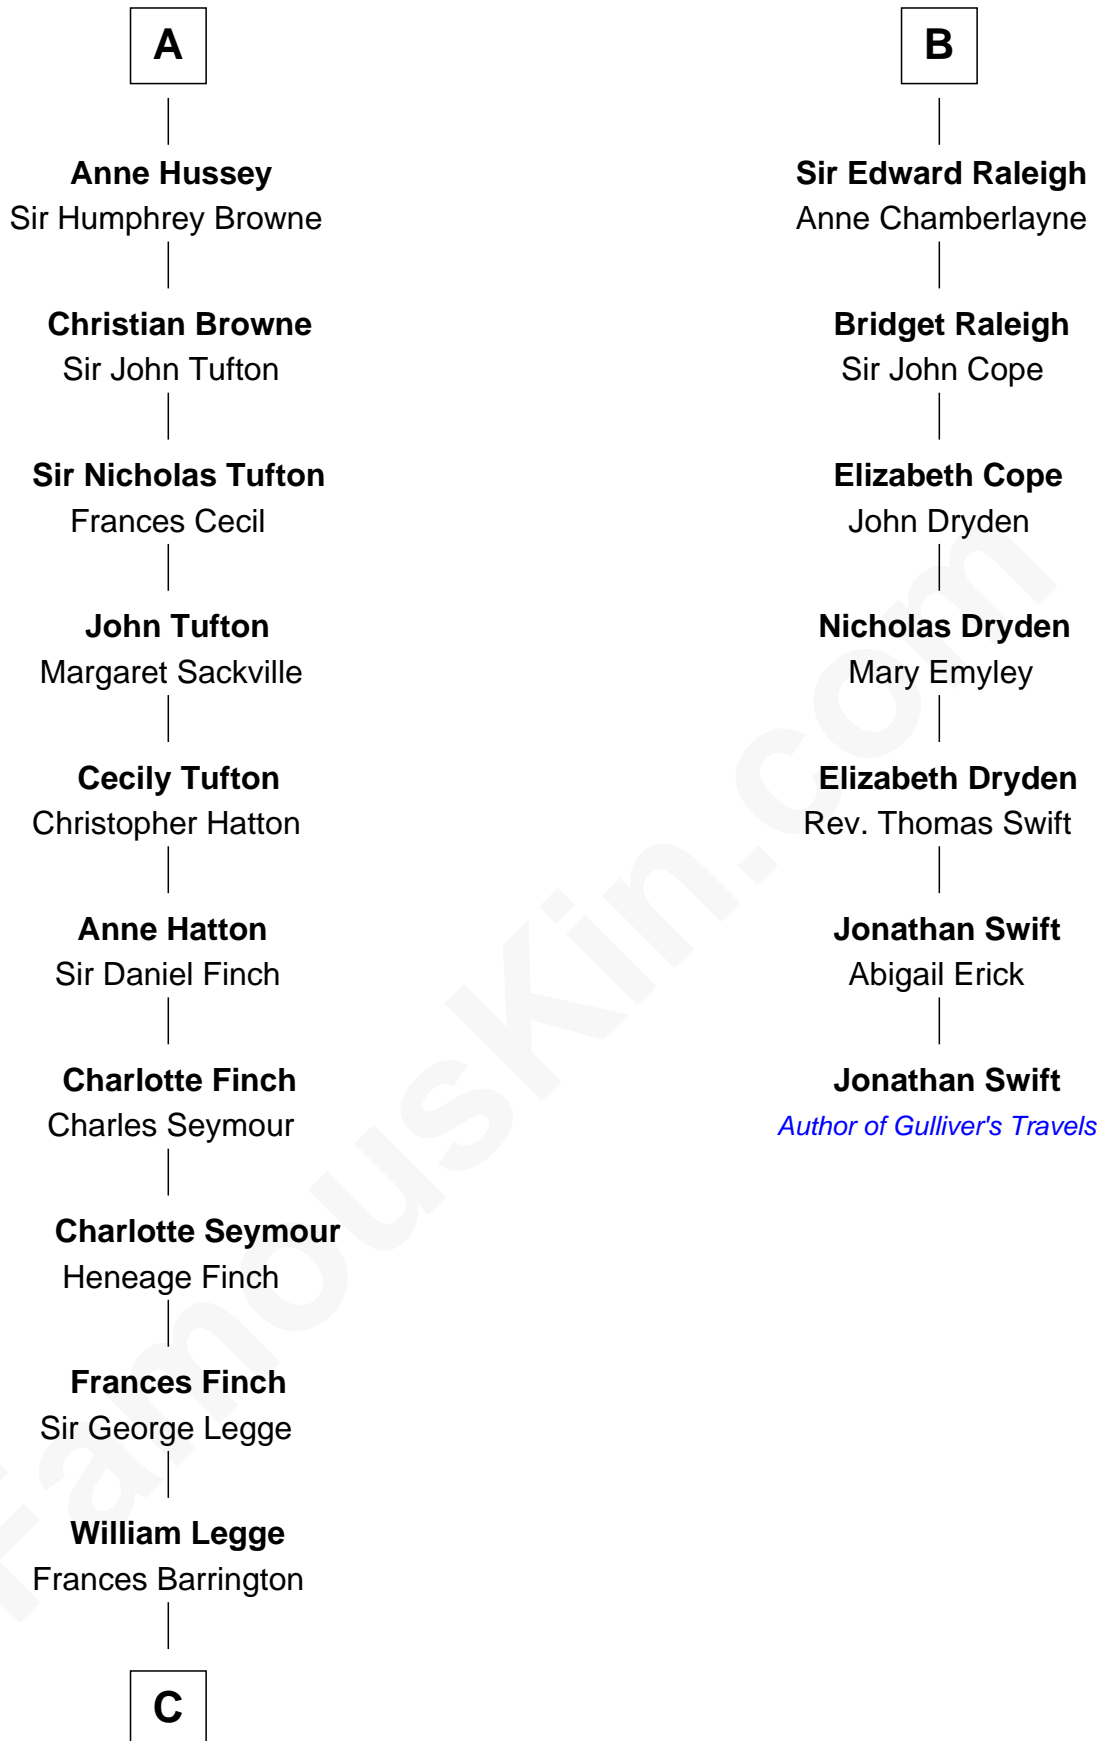 A
Anne Hussey
Sir Humphrey Browne
Christian Browne
Sir John Tufton
Sir Nicholas Tufton
Frances Cecil
John Tufton
Margaret Sackville
Cecily Tufton
Christopher Hatton
Anne Hatton
Sir Daniel Finch
Charlotte Finch
Charles Seymour
Charlotte Seymour
Heneage Finch
Frances Finch
Sir George Legge
William Legge
Frances Barrington
C
B
Sir Edward Raleigh
Anne Chamberlayne
Bridget Raleigh
Sir John Cope
Elizabeth Cope
John Dryden
Nicholas Dryden
Mary Emyley
Elizabeth Dryden
Rev. Thomas Swift
Jonathan Swift
Abigail Erick
Jonathan Swift
Author of Gulliver's Travels
FamousKin.com